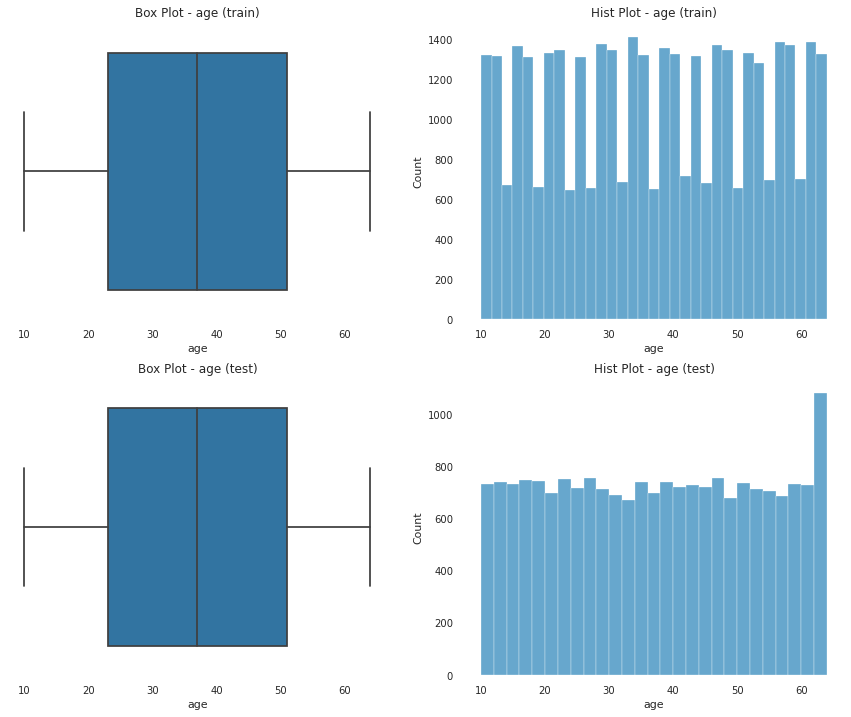 Box Plot - age (train)
10 20 30 40 50 60
age
Hist Plot - age (train)
Count
1400
1200
1000
800
600
400
200
0
10 20 30 40 50 60
age
Box Plot - age (test)
10 20 30 40 50 60
age
Hist Plot - age (test)
Count
1000
800
600
400
200
0
10 20 30 40 50 60
age